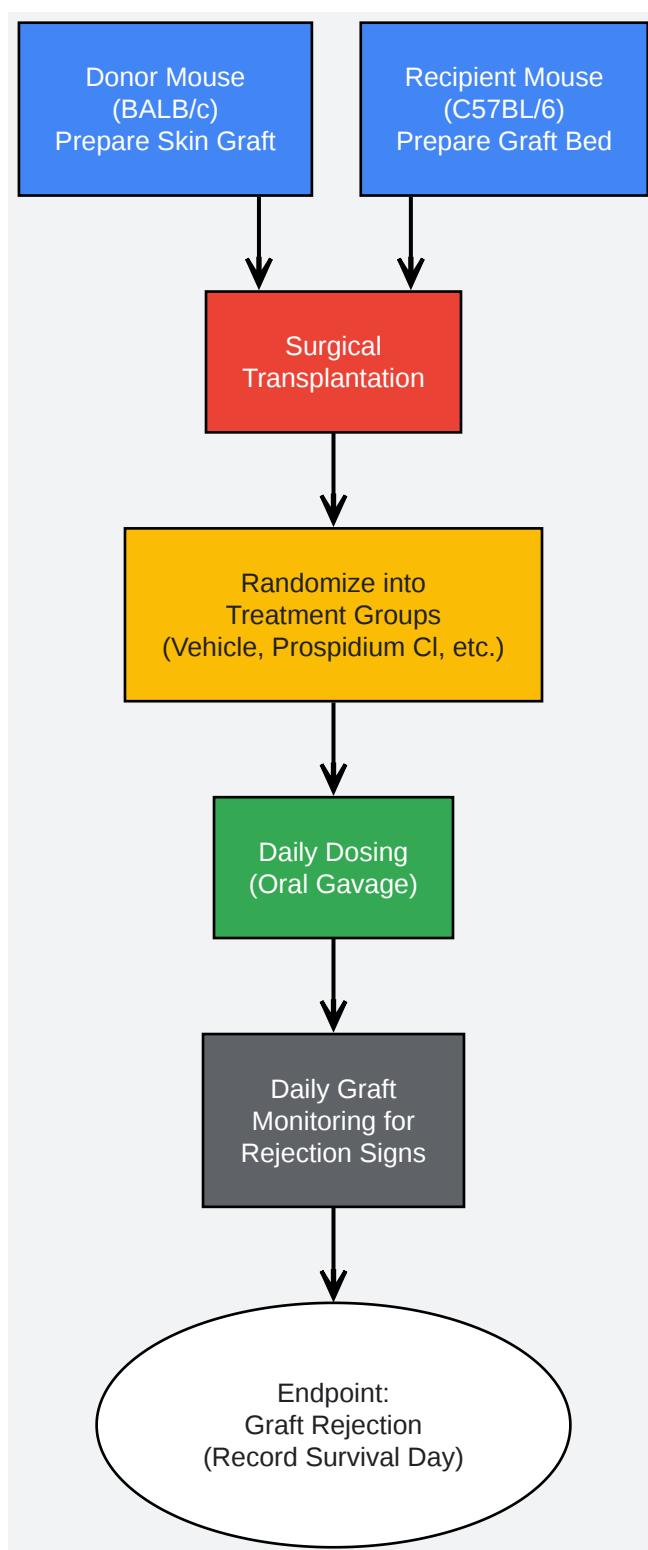 Donor Mouse
(BALB/c)
Prepare Skin Graft
Recipient Mouse
(C57BL/6)
Prepare Graft Bed
Surgical
Transplantation
Randomize into
Treatment Groups
(Vehicle, Prospidium Cl, etc.)
Daily Dosing
(Oral Gavage)
Daily Graft
Monitoring for
Rejection Signs
Endpoint:
Graft Rejection
(Record Survival Day)